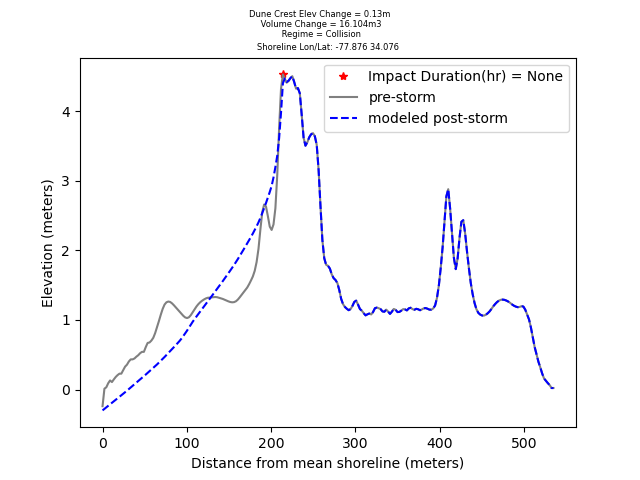 Dune Crest Elev Change = 0.13m
Volume Change = 16.104m3
Regime = Collision
Shoreline Lon/Lat: -77.876 34.076
Impact Duration(hr) = None
pre-storm
modeled post-storm
Elevation (meters)
4
3
2
1
0
0 100 200 300 400 500
Distance from mean shoreline (meters)